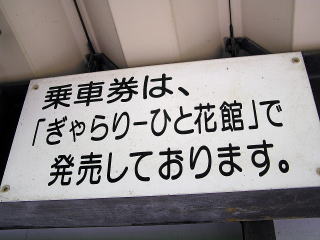 乗車券は、
「ぎゃらりーひと花館」で
発売しております。